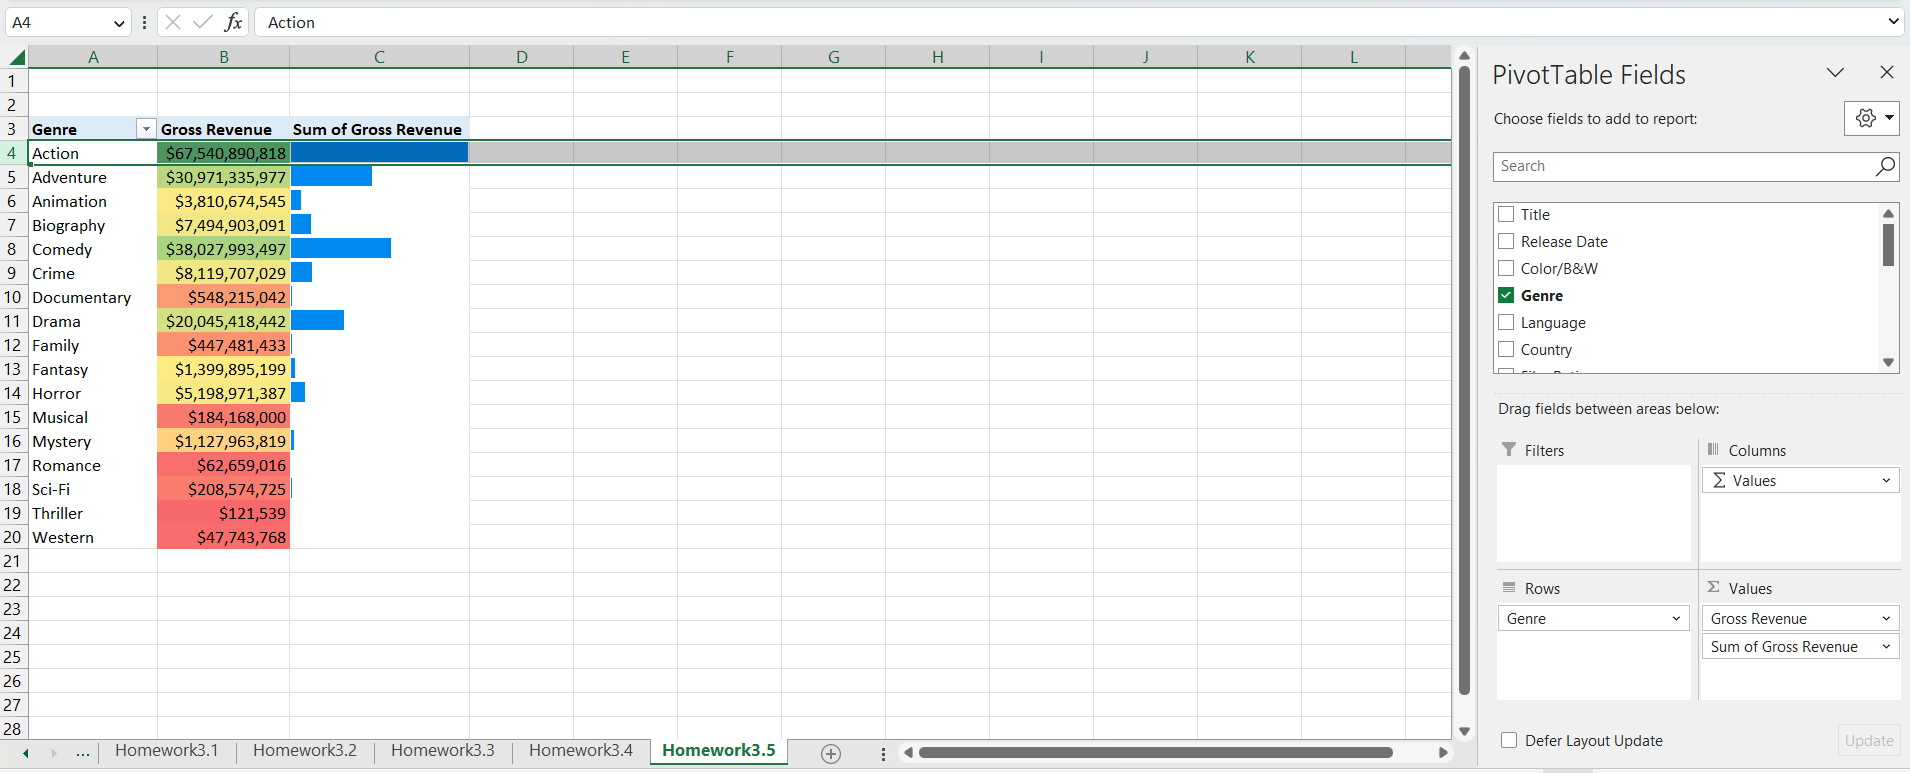 A4 fx Action
A B C D E F G H I J K L
1
2
3 Genre Gross Revenue Sum of Gross Revenue
4 Action $67,540,890,818
5 Adventure $30,971,335,977
6 Animation $3,810,674,545
7 Biography $7,494,903,091
8 Comedy $38,027,993,497
9 Crime $8,119,707,029
10 Documentary $548,215,042
11 Drama $20,045,418,442
12 Family $447,481,433
13 Fantasy $1,399,895,199
14 Horror $5,198,971,387
15 Musical $184,168,000
16 Mystery $1,127,963,819
17 Romance $62,659,016
18 Sci-Fi $208,574,725
19 Thriller $121,539
20 Western $47,743,768
21
22
23
24
25
26
27
28
... Homework3.1 Homework3.2 Homework3.3 Homework3.4 Homework3.5
PivotTable Fields
Choose fields to add to report:
Search
Title
Release Date
Color/B&W
Genre
Language
Country
Drag fields between areas below:
Filters
Columns
Σ Values
Rows
Genre
Σ Values
Gross Revenue
Sum of Gross Revenue
Defer Layout Update
Update